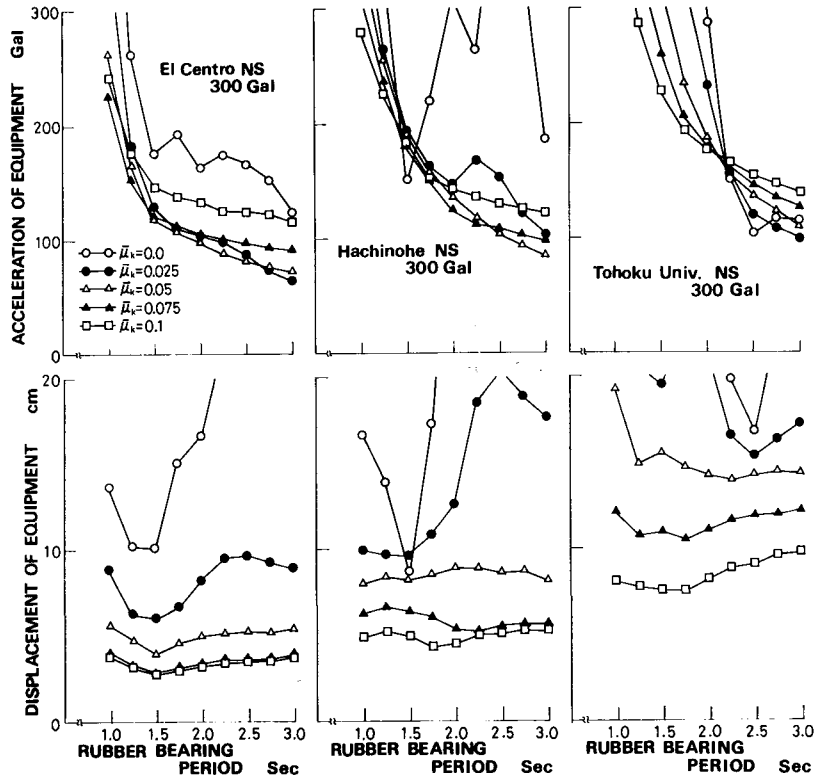 ACCELERATION OF EQUIPMENT Gal
300
200
100
0
El Centro NS
300 Gal
μ̄k=0.0
μ̄k=0.025
μ̄k=0.05
μ̄k=0.075
μ̄k=0.1
Hachinohe NS
300 Gal
Tohoku Univ. NS
300 Gal
DISPLACEMENT OF EQUIPMENT cm
20
10
0
1.0 1.5 2.0 2.5 3.0
RUBBER BEARING
PERIOD Sec
1.0 1.5 2.0 2.5 3.0
RUBBER BEARING
PERIOD Sec
1.0 1.5 2.0 2.5 3.0
RUBBER BEARING
PERIOD Sec